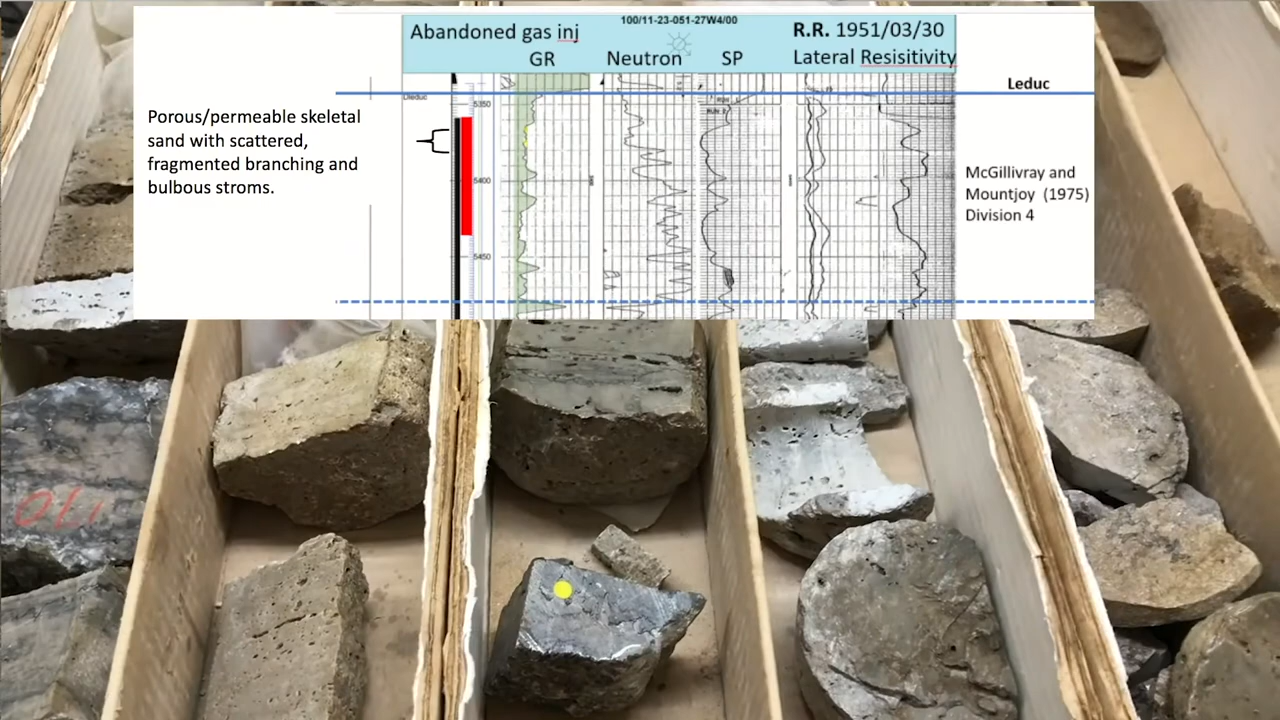 100/11-23-051-27W4/00
Abandoned gas inj
R.R. 1951/03/30
GR
Neutron
SP
Lateral Resisitivity
Leduc
Porous/permeable skeletal
sand with scattered,
fragmented branching and
bulbous stroms.
5350
5400
5450
McGillivray and
Mountjoy (1975)
Division 4